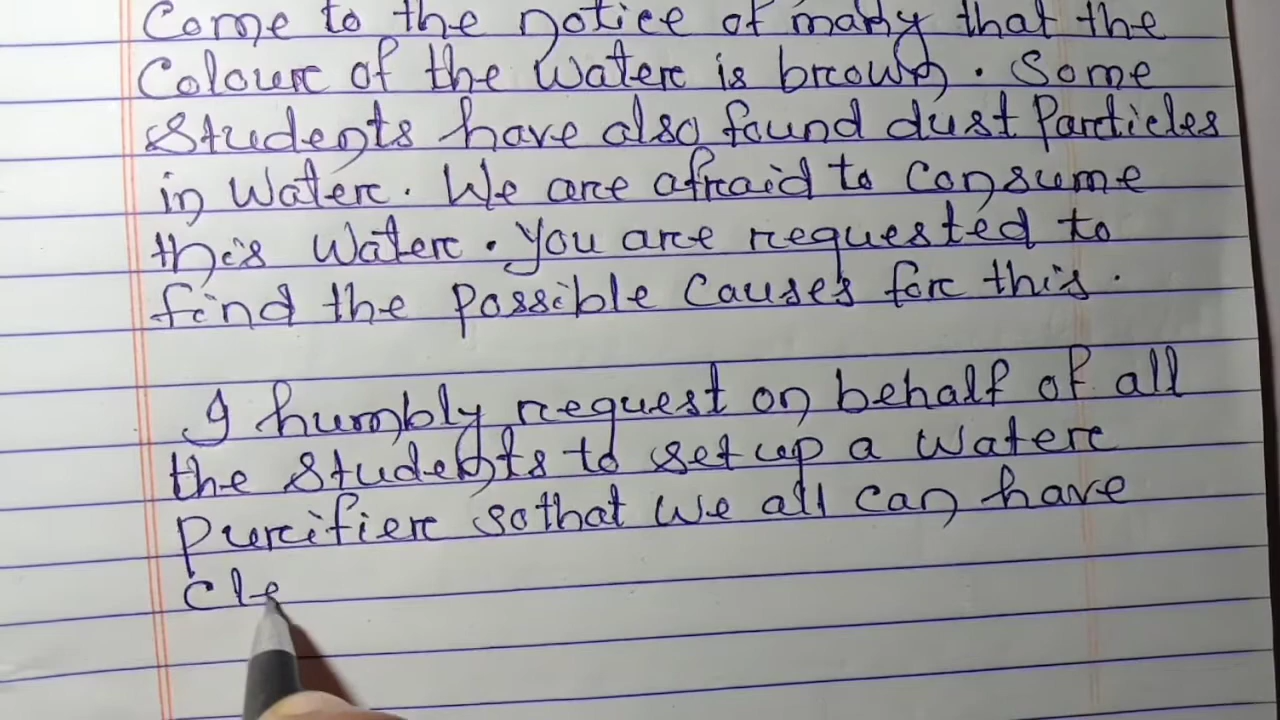 Come to the notice of many that the
Colour of the Water is brown. Some
Students have also found dust Particles
in Water. We are afraid to Consume
this Water. You are requested to
find the Possible Causes for this.
I humbly request on behalf of all
the Students to set up a Water
Purifier sothat We all Can have
Cle